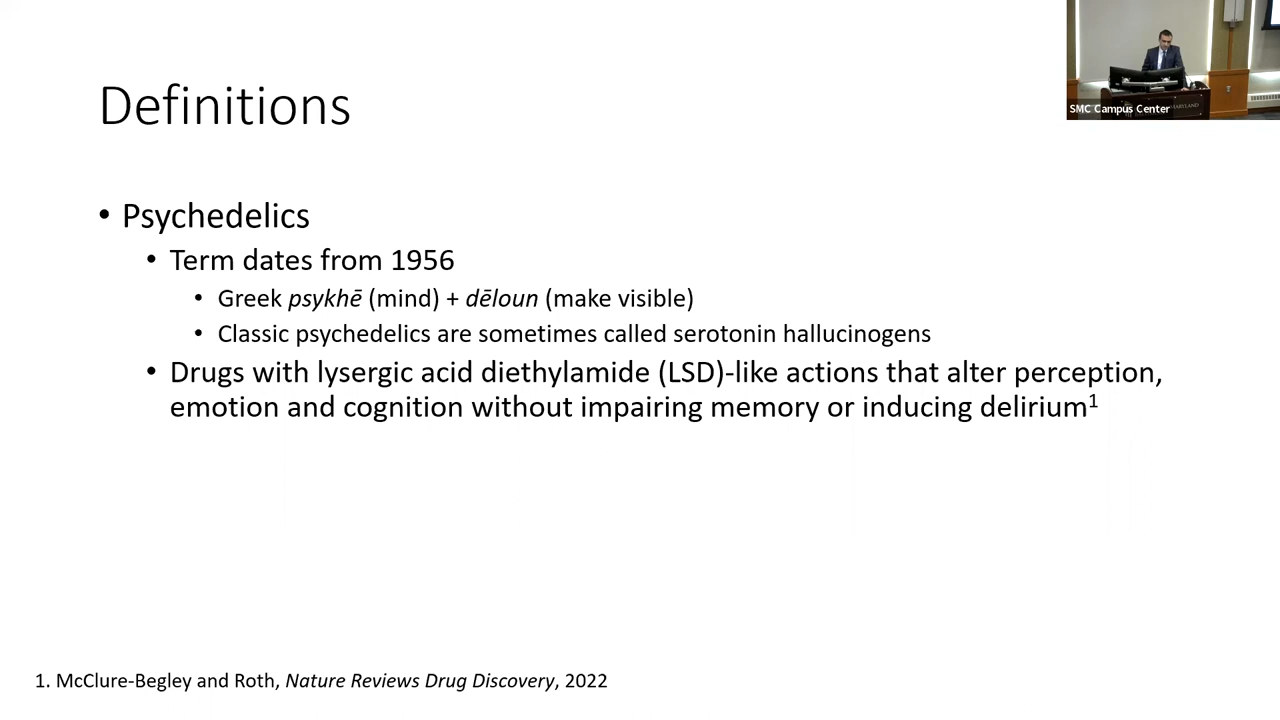 Definitions
SMC Campus Center
MARYLAND
• Psychedelics
• Term dates from 1956
• Greek psykhē (mind) + dēloun (make visible)
• Classic psychedelics are sometimes called serotonin hallucinogens
• Drugs with lysergic acid diethylamide (LSD)-like actions that alter perception,
emotion and cognition without impairing memory or inducing delirium¹
1. McClure-Begley and Roth, Nature Reviews Drug Discovery, 2022